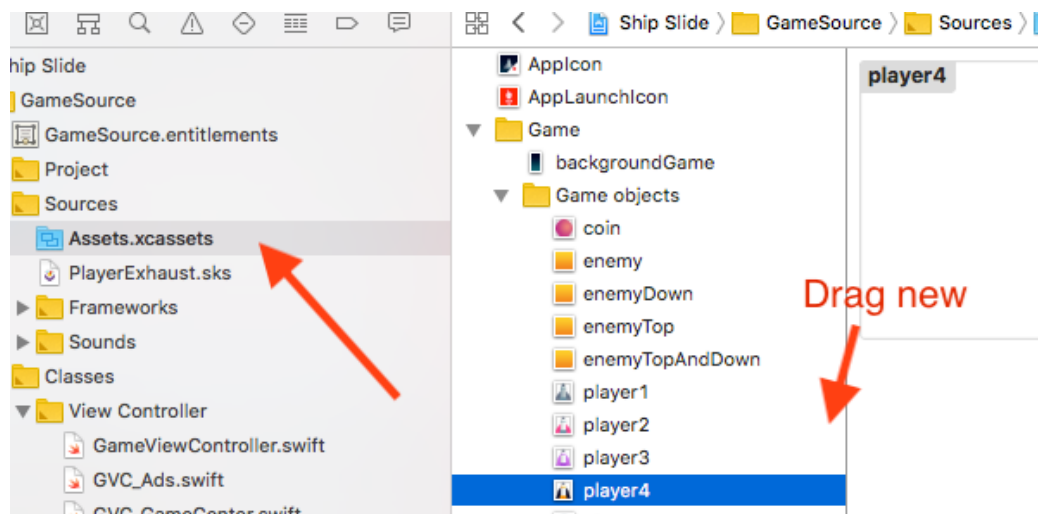 Ship Slide 〉 GameSource 〉 Sources 〉
hip Slide
GameSource
GameSource.entitlements
Project
Sources
Assets.xcassets
PlayerExhaust.sks
Frameworks
Sounds
Classes
View Controller
GameViewController.swift
GVC_Ads.swift
GVC_GameCenter.swift
AppIcon
AppLaunchIcon
Game
backgroundGame
Game objects
coin
enemy
enemyDown
enemyTop
enemyTopAndDown
player1
player2
player3
player4
player4
Drag new